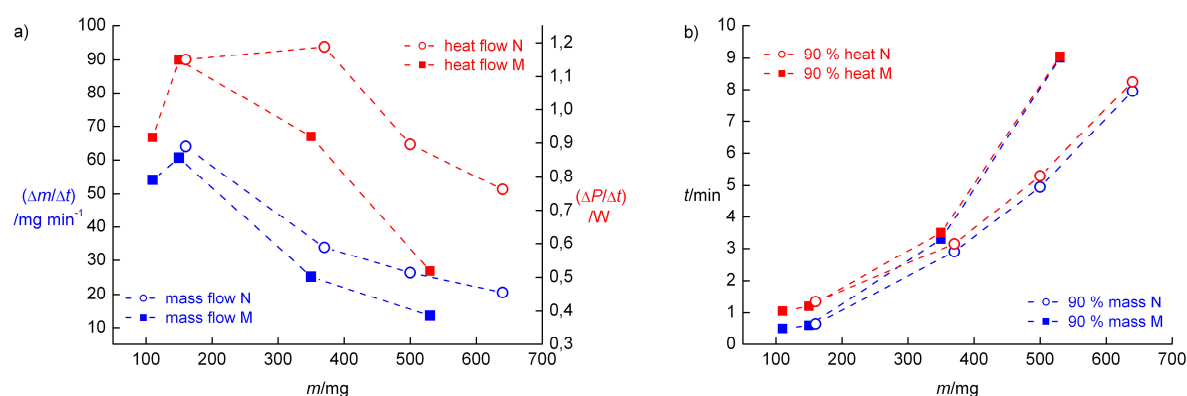 a)
100
90
80
70
60
50
40
30
20
10
(Δm/Δt)
/mg min⁻¹
heat flow N
heat flow M
mass flow N
mass flow M
1,2
1,1
1,0
0,9
0,8
0,7
0,6
0,5
0,4
0,3
(ΔP/Δt)
/W
100 200 300 400 500 600 700
m/mg
b)
9
8
7
6
5
4
3
2
1
0
t/min
90 % heat N
90 % heat M
90 % mass N
90 % mass M
100 200 300 400 500 600 700
m/mg